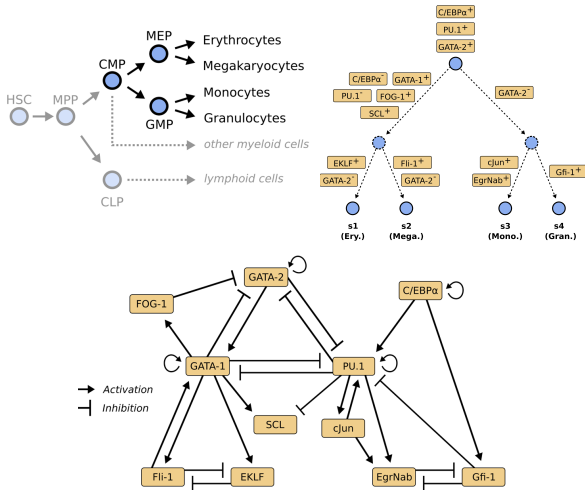 HSC
MPP
CMP
MEP
GMP
CLP
Erythrocytes
Megakaryocytes
Monocytes
Granulocytes
other myeloid cells
lymphoid cells
C/EBPα+
PU.1+
GATA-2+
C/EBPα-
GATA-1+
PU.1-
FOG-1+
SCL+
GATA-2-
EKLF+
GATA-2-
Fli-1+
GATA-2-
cJun+
EgrNab+
Gfi-1+
s1
(Ery.)
s2
(Mega.)
s3
(Mono.)
s4
(Gran.)
GATA-2
C/EBPα
FOG-1
GATA-1
PU.1
Activation
Inhibition
SCL
cJun
Fli-1
EKLF
EgrNab
Gfi-1